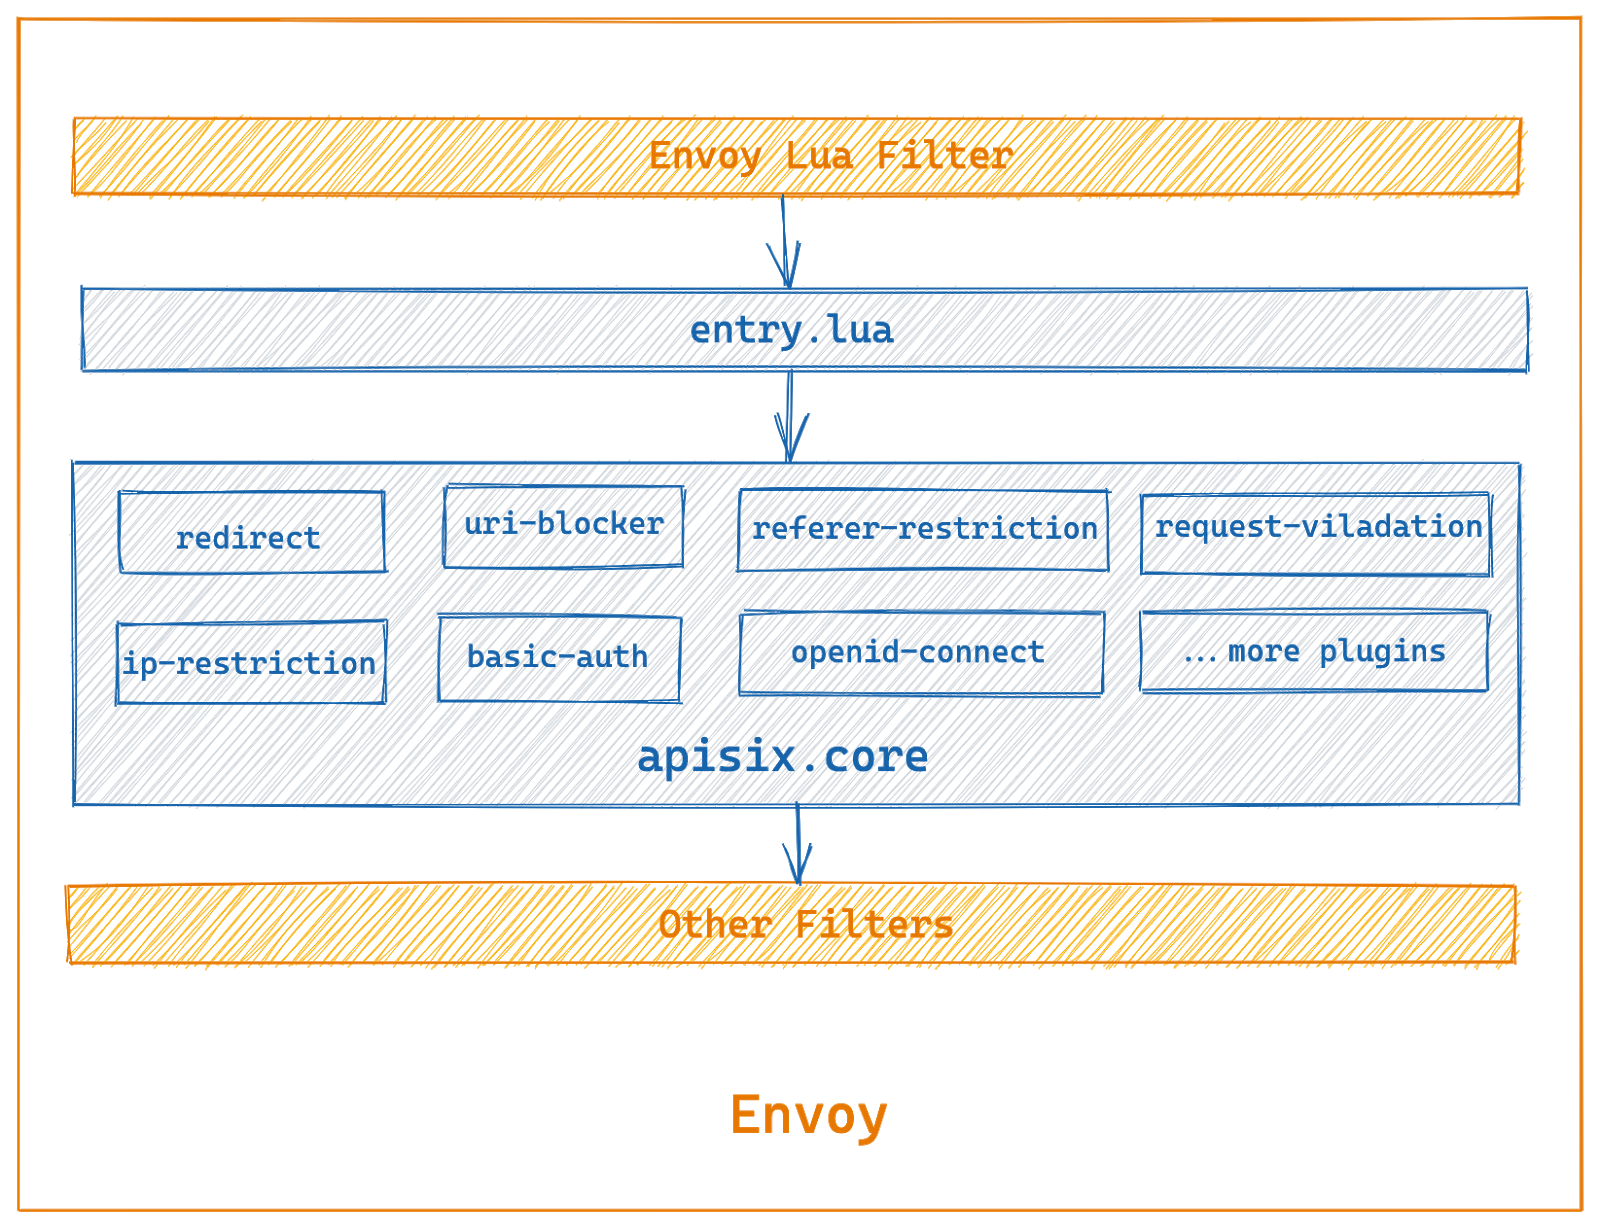 Envoy Lua Filter
entry.lua
redirect
uri-blocker
referer-restriction
request-viladation
ip-restriction
basic-auth
openid-connect
...more plugins
apisix.core
Other Filters
Envoy